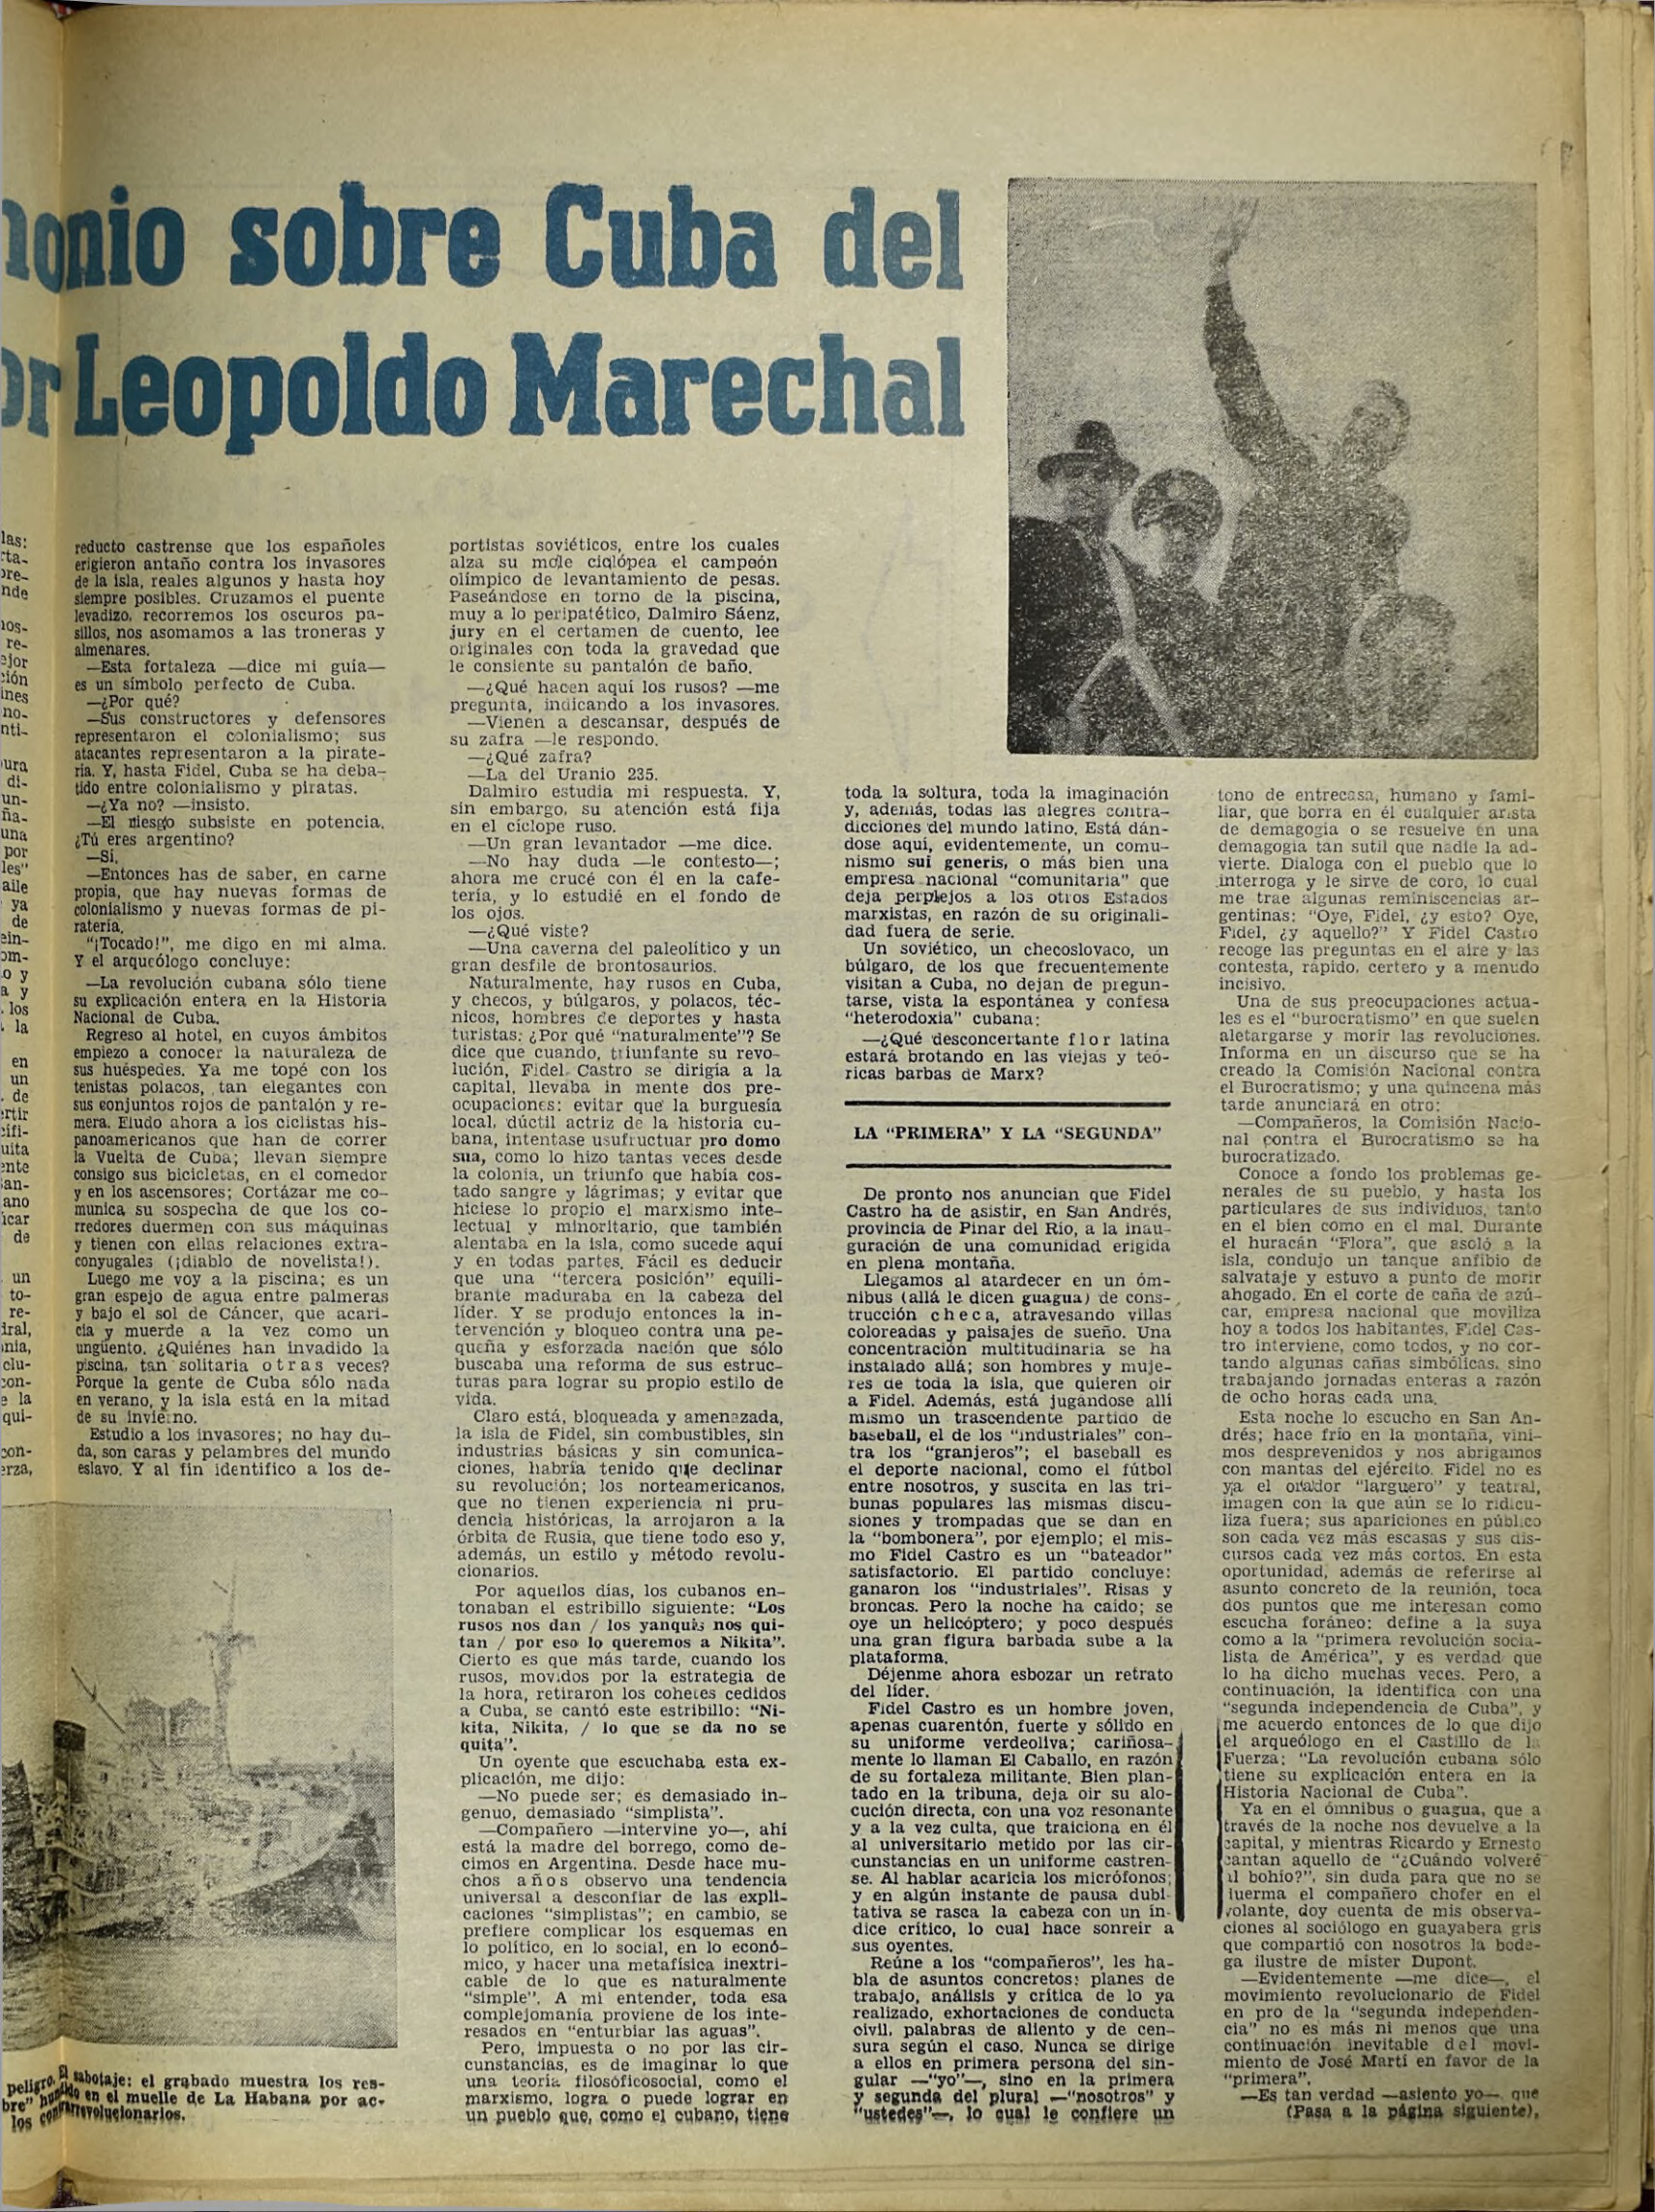 onio sobre Cuba del
or Leopoldo Marechal
las:
rta-
pre-
nde
nos-
re-
ejor
ción
ines
no-
nti-
ura
di-
un-
ña-
una
por
les"
aile
ya
de
ein-
om-
o y
a y
los
la
en
un
de
ertir
cifi-
uita
ente
an-
ano
icar
de
un
to-
re-
iral,
nia,
clu-
con-
e la
qui-
con-
erza,
reducto castrense que los españoles
erigieron antaño contra los invasores
de la isla, reales algunos y hasta hoy
siempre posibles. Cruzamos el puente
levadizo, recorremos los oscuros pa-
sillos, nos asomamos a las troneras y
almenares.
—Esta fortaleza —dice mi guía—
es un símbolo perfecto de Cuba.
—¿Por qué?
—Sus constructores y defensores
representaron el colonialismo; sus
atacantes representaron a la pirate-
ría. Y, hasta Fidel, Cuba se ha deba-
tido entre colonialismo y piratas.
—¿Ya no? —insisto.
—El riesgo subsiste en potencia.
¿Tú eres argentino?
—Sí.
—Entonces has de saber, en carne
propia, que hay nuevas formas de
colonialismo y nuevas formas de pi-
ratería.
"¡Tocado!", me digo en mi alma.
Y el arqueólogo concluye:
—La revolución cubana sólo tiene
su explicación entera en la Historia
Nacional de Cuba.
Regreso al hotel, en cuyos ámbitos
empiezo a conocer la naturaleza de
sus huéspedes. Ya me topé con los
tenistas polacos, tan elegantes con
sus conjuntos rojos de pantalón y re-
mera. Eludo ahora a los ciclistas his-
panoamericanos que han de correr
la Vuelta de Cuba; llevan siempre
consigo sus bicicletas, en el comedor
y en los ascensores; Cortázar me co-
munica su sospecha de que los co-
rredores duermen con sus máquinas
y tienen con ellas relaciones extra-
conyugales (¡diablo de novelista!).
Luego me voy a la piscina; es un
gran espejo de agua entre palmeras
y bajo el sol de Cáncer, que acari-
cia y muerde a la vez como un
ungüento. ¿Quiénes han invadido la
piscina, tan solitaria otras veces?
Porque la gente de Cuba sólo nada
en verano, y la isla está en la mitad
de su invierno.
Estudio a los invasores; no hay du-
da, son caras y pelambres del mundo
eslavo. Y al fin identifico a los de-
peligro. El sabotaje: el grabado muestra los res-
bre" hundido en el muelle de La Habana por ac-
los contrarrevolucionarios.
portistas soviéticos, entre los cuales
alza su mole ciclópea el campeón
olímpico de levantamiento de pesas.
Paseándose en torno de la piscina,
muy a lo peripatético, Dalmiro Sáenz,
jury en el certamen de cuento, lee
originales con toda la gravedad que
le consiente su pantalón de baño.
—¿Qué hacen aquí los rusos? —me
pregunta, indicando a los invasores.
—Vienen a descansar, después de
su zafra —le respondo.
—¿Qué zafra?
—La del Uranio 235.
Dalmiro estudia mi respuesta. Y,
sin embargo, su atención está fija
en el cíclope ruso.
—Un gran levantador —me dice.
—No hay duda —le contesto—;
ahora me crucé con él en la cafe-
tería, y lo estudié en el fondo de
los ojos.
—¿Qué viste?
—Una caverna del paleolítico y un
gran desfile de brontosaurios.
Naturalmente, hay rusos en Cuba,
y checos, y búlgaros, y polacos, téc-
nicos, hombres de deportes y hasta
turistas: ¿Por qué "naturalmente"? Se
dice que cuando, triunfante su revo-
lución, Fidel Castro se dirigía a la
capital, llevaba in mente dos pre-
ocupaciones: evitar que la burguesía
local, dúctil actriz de la historia cu-
bana, intentase usufructuar pro domo
sua, como lo hizo tantas veces desde
la colonia, un triunfo que había cos-
tado sangre y lágrimas; y evitar que
hiciese lo propio el marxismo inte-
lectual y minoritario, que también
alentaba en la isla, como sucede aquí
y en todas partes. Fácil es deducir
que una "tercera posición" equili-
brante maduraba en la cabeza del
líder. Y se produjo entonces la in-
tervención y bloqueo contra una pe-
queña y esforzada nación que sólo
buscaba una reforma de sus estruc-
turas para lograr su propio estilo de
vida.
Claro está, bloqueada y amenazada,
la isla de Fidel, sin combustibles, sin
industrias básicas y sin comunica-
ciones, habría tenido que declinar
su revolución; los norteamericanos,
que no tienen experiencia ni pru-
dencia históricas, la arrojaron a la
órbita de Rusia, que tiene todo eso y,
además, un estilo y método revolu-
cionarios.
Por aquellos días, los cubanos en-
tonaban el estribillo siguiente: "Los
rusos nos dan / los yanquis nos qui-
tan / por eso lo queremos a Nikita".
Cierto es que más tarde, cuando los
rusos, movidos por la estrategia de
la hora, retiraron los cohetes cedidos
a Cuba, se cantó este estribillo: "Ni-
kita, Nikita, / lo que se da no se
quita".
Un oyente que escuchaba esta ex-
plicación, me dijo:
—No puede ser; es demasiado in-
genuo, demasiado "simplista".
—Compañero —intervine yo—, ahí
está la madre del borrego, como de-
cimos en Argentina. Desde hace mu-
chos años observo una tendencia
universal a desconfiar de las expli-
caciones "simplistas"; en cambio, se
prefiere complicar los esquemas en
lo político, en lo social, en lo econó-
mico, y hacer una metafísica inextri-
cable de lo que es naturalmente
"simple". A mi entender, toda esa
complejomanía proviene de los inte-
resados en "enturbiar las aguas".
Pero, impuesta o no por las cir-
cunstancias, es de imaginar lo que
una teoría filosóficosocial, como el
marxismo, logra o puede lograr en
un pueblo que, como el cubano, tiene
toda la soltura, toda la imaginación
y, además, todas las alegres contra-
dicciones del mundo latino. Está dán-
dose aquí, evidentemente, un comu-
nismo sui generis, o más bien una
empresa nacional "comunitaria" que
deja perplejos a los otros Estados
marxistas, en razón de su originali-
dad fuera de serie.
Un soviético, un checoslovaco, un
búlgaro, de los que frecuentemente
visitan a Cuba, no dejan de pregun-
tarse, vista la espontánea y confesa
"heterodoxia" cubana:
—¿Qué desconcertante flor latina
estará brotando en las viejas y teó-
ricas barbas de Marx?
LA "PRIMERA" Y LA "SEGUNDA"
De pronto nos anuncian que Fidel
Castro ha de asistir, en San Andrés,
provincia de Pinar del Río, a la inau-
guración de una comunidad erigida
en plena montaña.
Llegamos al atardecer en un óm-
nibus (allá le dicen guagua) de cons-
trucción checa, atravesando villas
coloreadas y paisajes de sueño. Una
concentración multitudinaria se ha
instalado allá; son hombres y muje-
res de toda la isla, que quieren oír
a Fidel. Además, está jugándose allí
mismo un trascendente partido de
baseball, el de los "industriales" con-
tra los "granjeros"; el baseball es
el deporte nacional, como el fútbol
entre nosotros, y suscita en las tri-
bunas populares las mismas discu-
siones y trompadas que se dan en
la "bombonera", por ejemplo; el mis-
mo Fidel Castro es un "bateador"
satisfactorio. El partido concluye:
ganaron los "industriales". Risas y
broncas. Pero la noche ha caído; se
oye un helicóptero; y poco después
una gran figura barbada sube a la
plataforma.
Déjenme ahora esbozar un retrato
del líder.
Fidel Castro es un hombre joven,
apenas cuarentón, fuerte y sólido en
su uniforme verdeoliva; cariñosa-
mente lo llaman El Caballo, en razón
de su fortaleza militante. Bien plan-
tado en la tribuna, deja oír su alo-
cución directa, con una voz resonante
y a la vez culta, que traiciona en él
al universitario metido por las cir-
cunstancias en un uniforme castren-
se. Al hablar acaricia los micrófonos;
y en algún instante de pausa dubi-
tativa se rasca la cabeza con un ín-
dice crítico, lo cual hace sonreír a
sus oyentes.
Reúne a los "compañeros", les ha-
bla de asuntos concretos: planes de
trabajo, análisis y crítica de lo ya
realizado, exhortaciones de conducta
civil, palabras de aliento y de cen-
sura según el caso. Nunca se dirige
a ellos en primera persona del sin-
gular —"yo"—, sino en la primera
y segunda del plural —"nosotros" y
"ustedes"—, lo cual le confiere un
tono de entrecasa, humano y fami-
liar, que borra en él cualquier arista
de demagogia o se resuelve en una
demagogia tan sutil que nadie la ad-
vierte. Dialoga con el pueblo que lo
interroga y le sirve de coro, lo cual
me trae algunas reminiscencias ar-
gentinas: "Oye, Fidel, ¿y esto? Oye,
Fidel, ¿y aquello?" Y Fidel Castro
recoge las preguntas en el aire y las
contesta, rápido, certero y a menudo
incisivo.
Una de sus preocupaciones actua-
les es el "burocratismo" en que suelen
aletargarse y morir las revoluciones.
Informa en un discurso que se ha
creado la Comisión Nacional contra
el Burocratismo; y una quincena más
tarde anunciará en otro:
—Compañeros, la Comisión Nacio-
nal contra el Burocratismo se ha
burocratizado.
Conoce a fondo los problemas ge-
nerales de su pueblo, y hasta los
particulares de sus individuos, tanto
en el bien como en el mal. Durante
el huracán "Flora", que asoló a la
isla, condujo un tanque anfibio de
salvataje y estuvo a punto de morir
ahogado. En el corte de caña de azú-
car, empresa nacional que moviliza
hoy a todos los habitantes, Fidel Cas-
tro interviene, como todos, y no cor-
tando algunas cañas simbólicas, sino
trabajando jornadas enteras a razón
de ocho horas cada una.
Esta noche lo escucho en San An-
drés; hace frío en la montaña, vini-
mos desprevenidos y nos abrigamos
con mantas del ejército. Fidel no es
ya el orador "larguero" y teatral,
imagen con la que aún se lo ridicu-
liza fuera; sus apariciones en público
son cada vez más escasas y sus dis-
cursos cada vez más cortos. En esta
oportunidad, además de referirse al
asunto concreto de la reunión, toca
dos puntos que me interesan como
escucha foráneo: define a la suya
como a la "primera revolución socia-
lista de América", y es verdad que
lo ha dicho muchas veces. Pero, a
continuación, la identifica con una
"segunda independencia de Cuba", y
me acuerdo entonces de lo que dijo
el arqueólogo en el Castillo de la
Fuerza: "La revolución cubana sólo
tiene su explicación entera en la
Historia Nacional de Cuba".
Ya en el ómnibus o guagua, que a
través de la noche nos devuelve a la
capital, y mientras Ricardo y Ernesto
cantan aquello de "¿Cuándo volveré
al bohío?", sin duda para que no se
duerma el compañero chofer en el
volante, doy cuenta de mis observa-
ciones al sociólogo en guayabera gris
que compartió con nosotros la bode-
ga ilustre de míster Dupont.
—Evidentemente —me dice—, el
movimiento revolucionario de Fidel
en pro de la "segunda independen-
cia" no es más ni menos que una
continuación inevitable del movi-
miento de José Martí en favor de la
"primera".
—Es tan verdad —asiento yo—, que
(Pasa a la página siguiente).